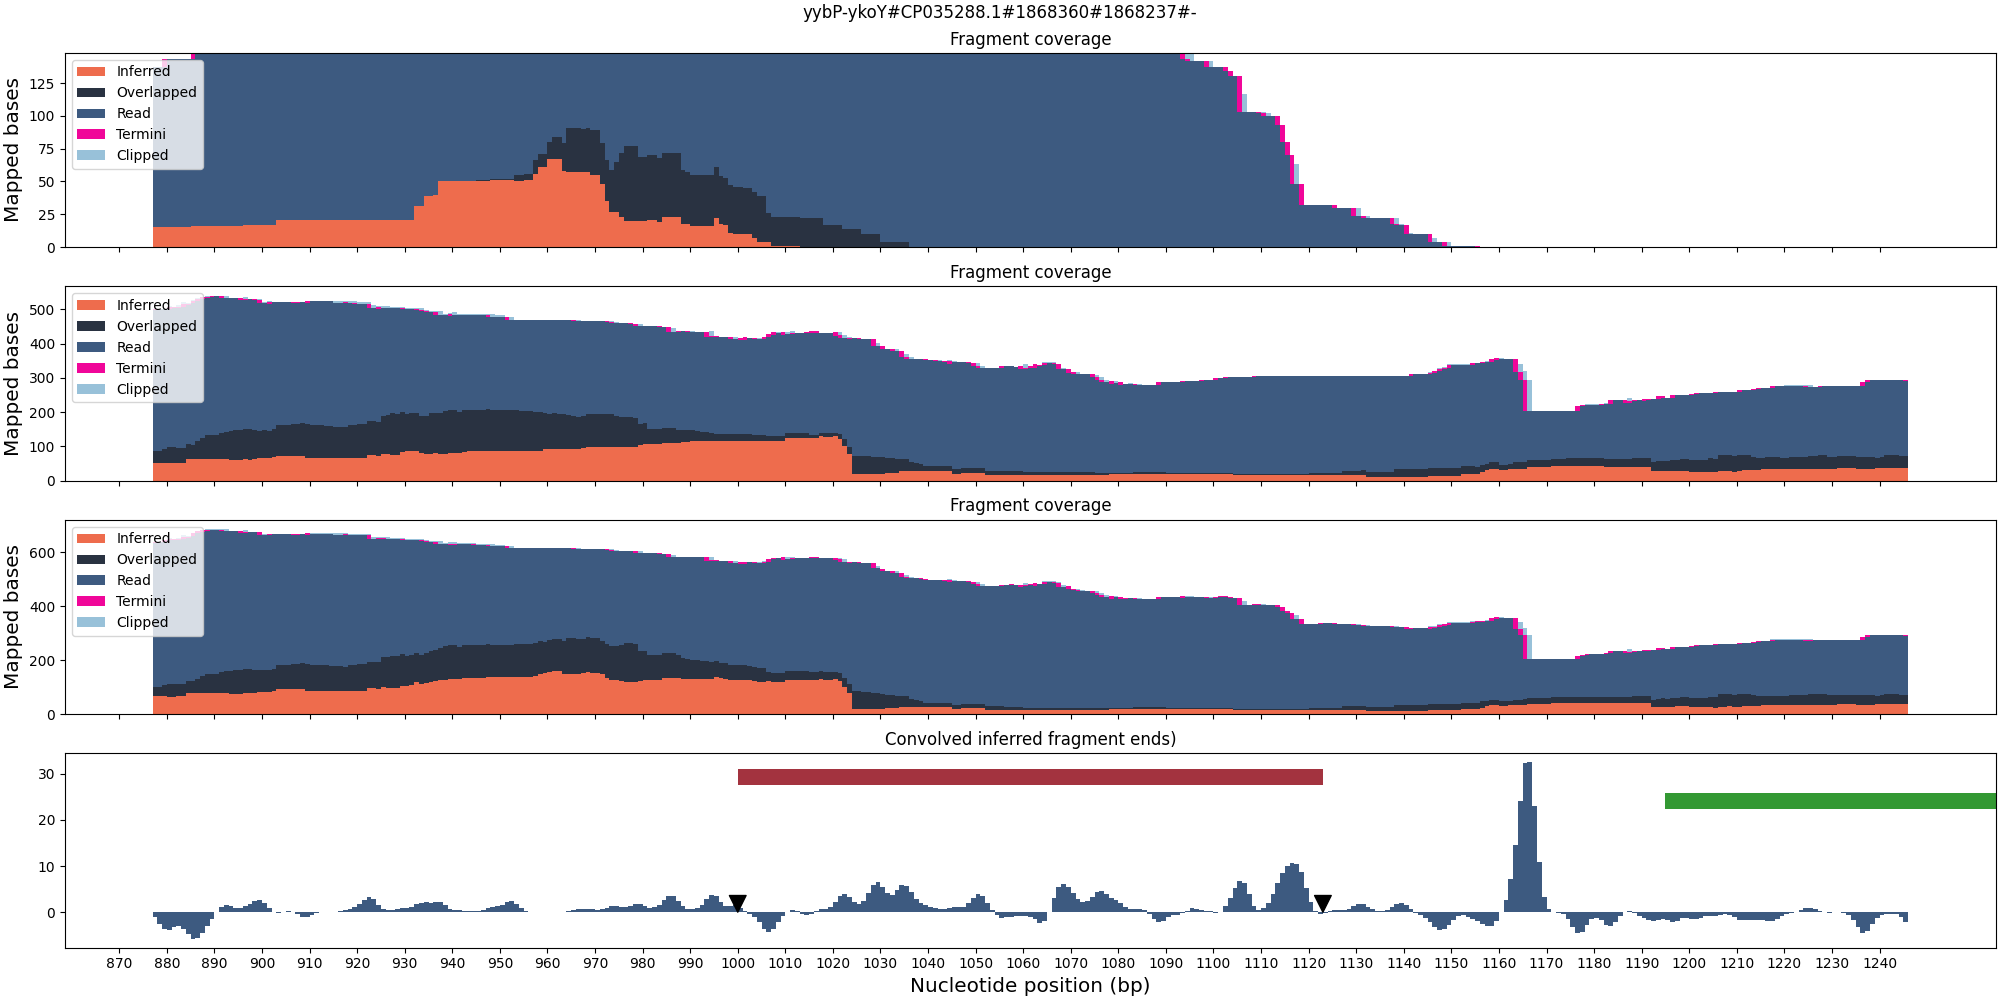 yybP-ykoY#CP035288.1#1868360#1868237#-
Fragment coverage
Mapped bases
125
100
75
50
25
0
Inferred
Overlapped
Read
Termini
Clipped
Fragment coverage
Mapped bases
500
400
300
200
100
0
Inferred
Overlapped
Read
Termini
Clipped
Fragment coverage
Mapped bases
600
400
200
0
Inferred
Overlapped
Read
Termini
Clipped
Convolved inferred fragment ends)
30
20
10
0
870 880 890 900 910 920 930 940 950 960 970 980 990 1000 1010 1020 1030 1040 1050 1060 1070 1080 1090 1100 1110 1120 1130 1140 1150 1160 1170 1180 1190 1200 1210 1220 1230 1240
Nucleotide position (bp)